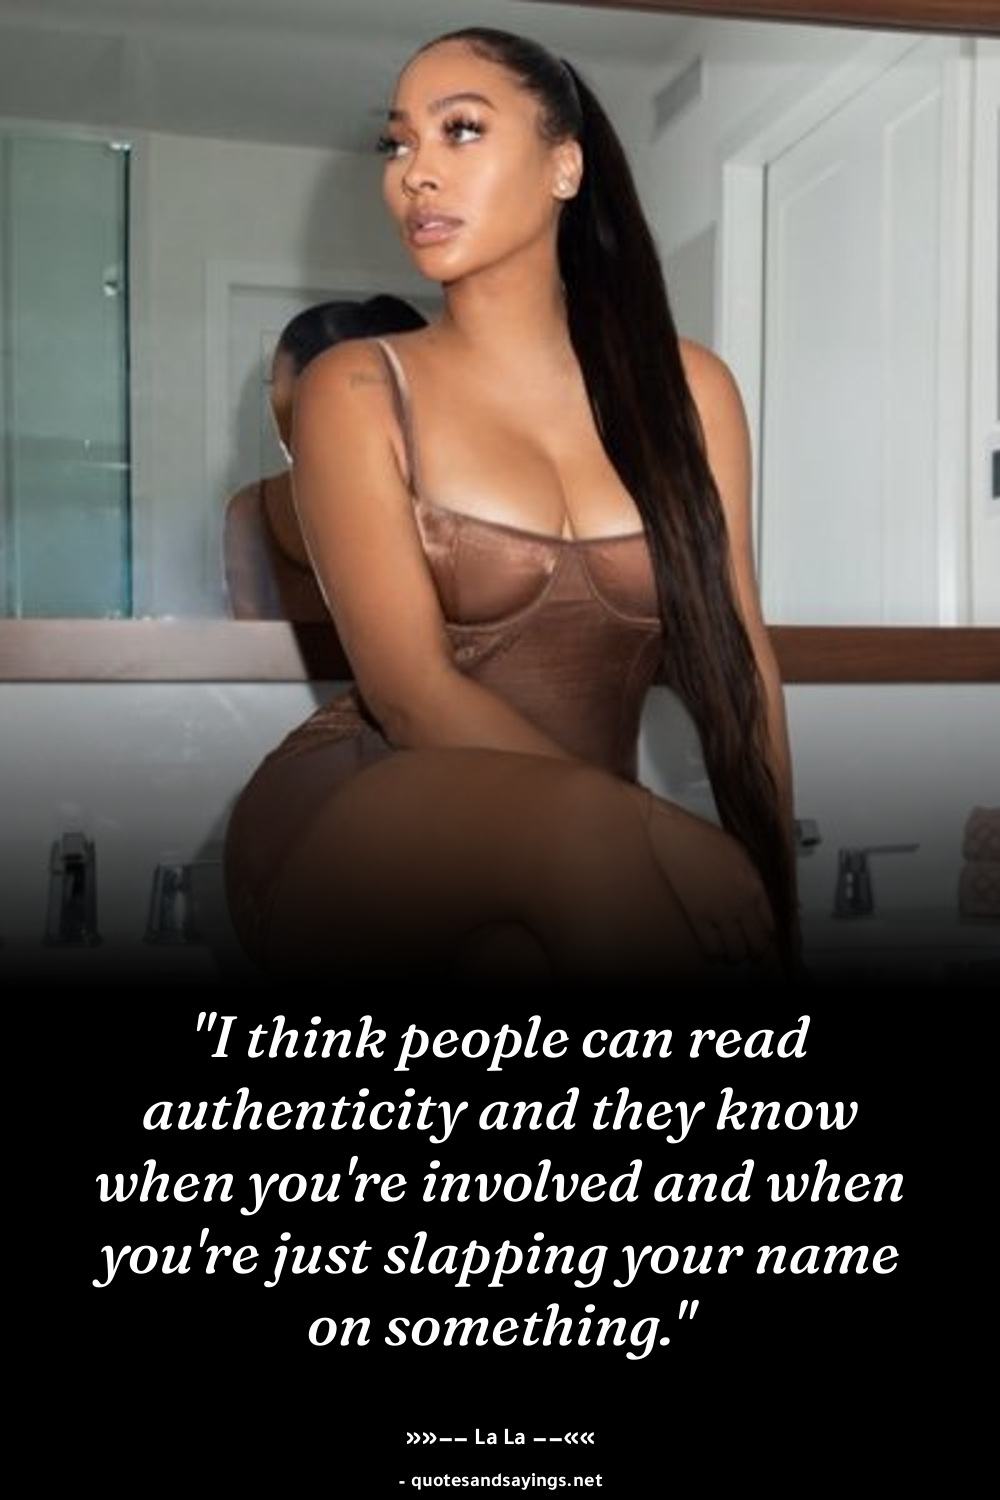 "I think people can read
authenticity and they know
when you're involved and when
you're just slapping your name
on something."
»»–– La La ––««
- quotesandsayings.net